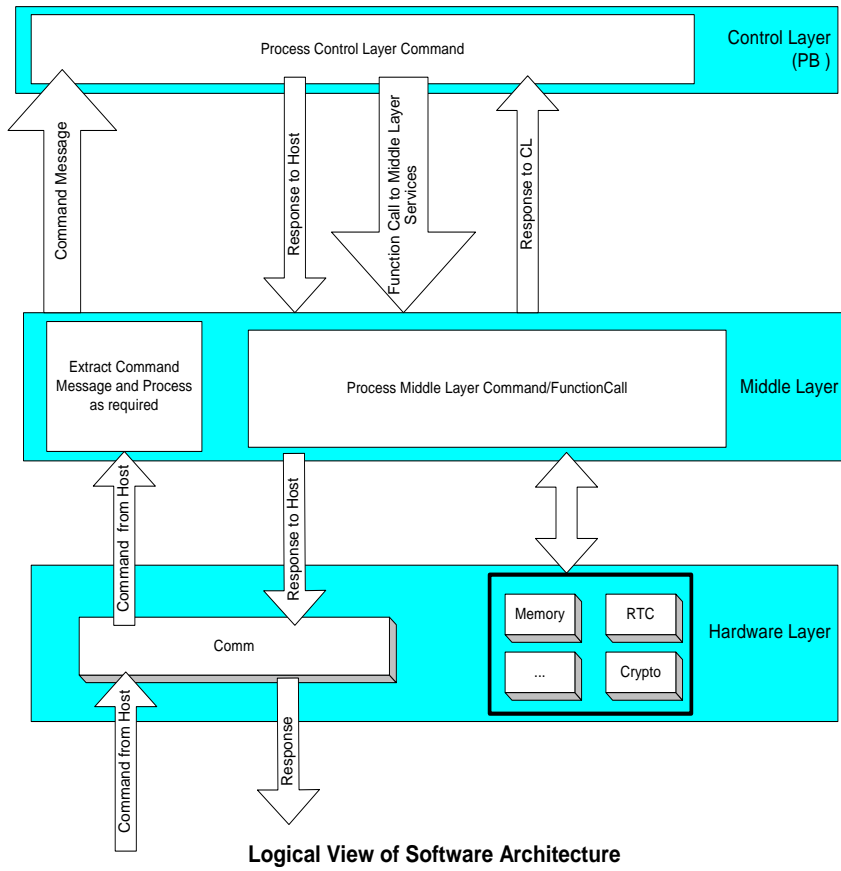 Process Control Layer Command
Control Layer
(PB )
Command Message
Response to Host
Function Call to Middle Layer
Services
Response to CL
Extract Command
Message and Process
as required
Process Middle Layer Command/FunctionCall
Middle Layer
Command from Host
Response to Host
Memory
RTC
...
Crypto
Hardware Layer
Comm
Command from Host
Response
Logical View of Software Architecture